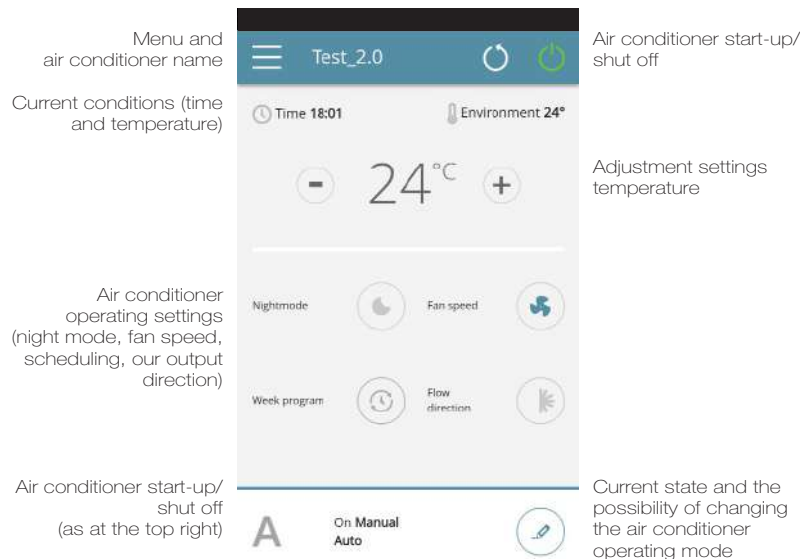 Menu and
air conditioner name
Test_2.0
Air conditioner start-up/
shut off
Current conditions (time
and temperature)
Time 18:01
Environment 24°
24°C
Adjustment settings
temperature
Air conditioner
operating settings
(night mode, fan speed,
scheduling, our output
direction)
Nightmode
Fan speed
Week program
Flow
direction
Air conditioner start-up/
shut off
(as at the top right)
A
On Manual
Auto
Current state and the
possibility of changing
the air conditioner
operating mode